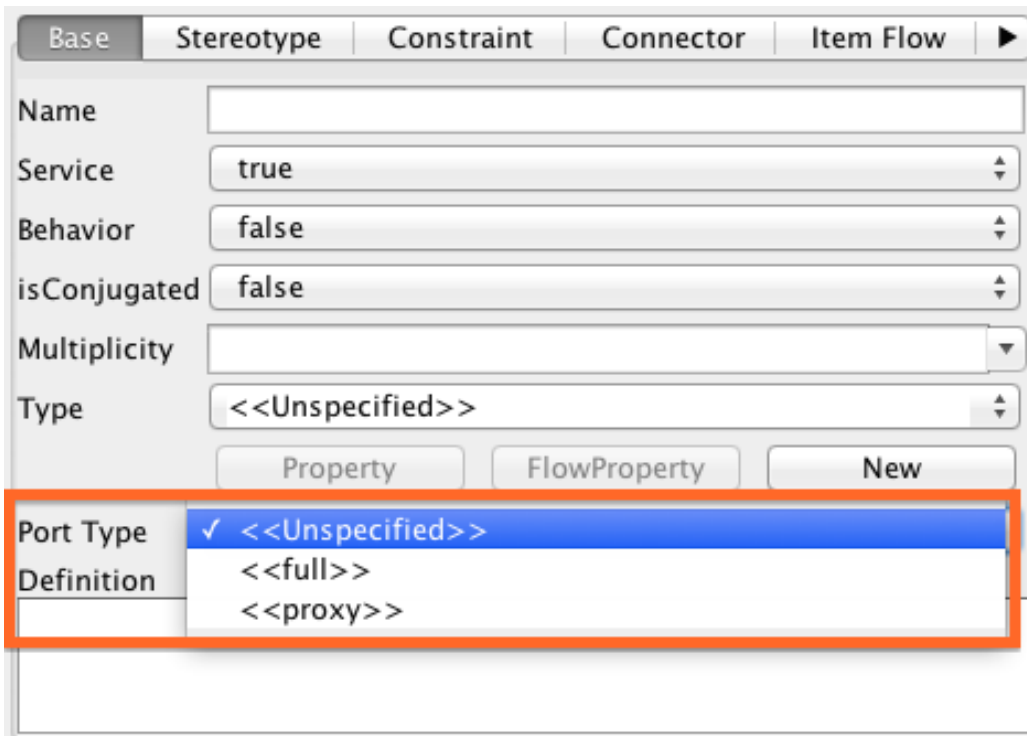 Base Stereotype Constraint Connector Item Flow
Name
Service true
Behavior false
isConjugated false
Multiplicity
Type <<Unspecified>>
Property FlowProperty New
Port Type ✓ <<Unspecified>>
<<full>>
Definition
<<proxy>>